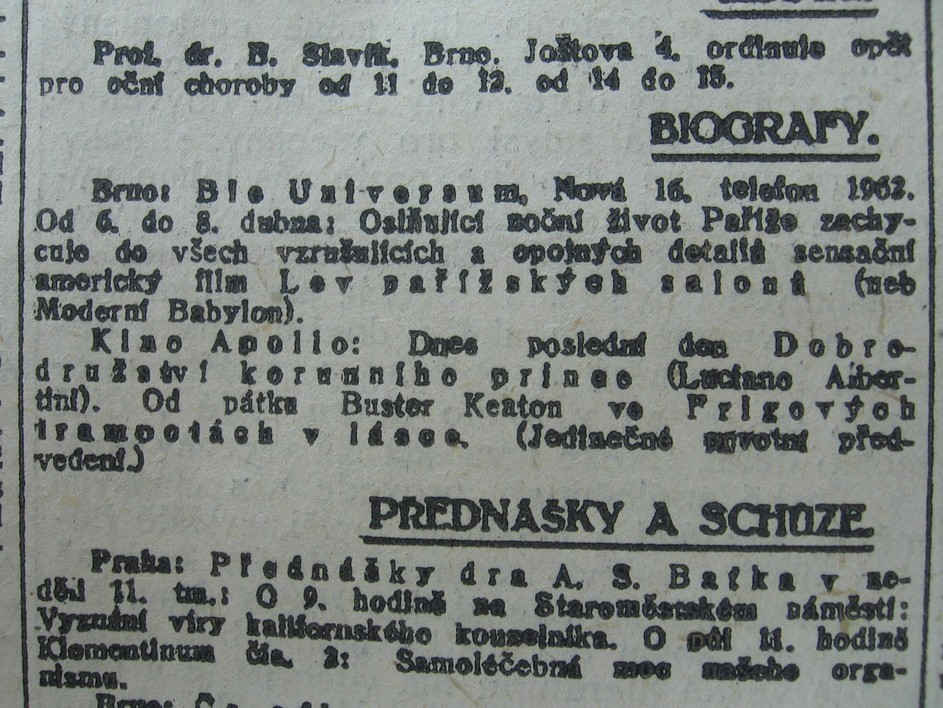 Prof. dr. B. Slavík, Brno, Joštova 4. ordinuje opět
pro oční choroby od 11 do 12, od 14 do 15.
BIOGRAFY.
Brno: Bio Universum, Nová 16. telefon 1962.
Od 6. do 8. dubna: Oslňující noční život Paříže zachy-
cuje do všech vzrušujících a opojných detailů sensační
americký film Lev pařížských salonů (neb
Moderní Babylon).
Kino Apollo: Dnes poslední den Dobro-
družství korunního prince (Luciano Alber-
tini). Od pátku Buster Keaton ve Frigových
trampotách v lásce. (Jedinečné prvotní před-
vedení.)
PŘEDNÁŠKY A SCHŮZE.
Praha: Přednášky dra A. S. Baťka v ne-
děli 11. tm.: O 9. hodině na Staroměstském náměstí:
Vyznání víry kalifornského kouzelníka. O půl 11. hodině
Klementinum čís. 2: Samoléčebná moc našeho orga-
nismu.
Brno: